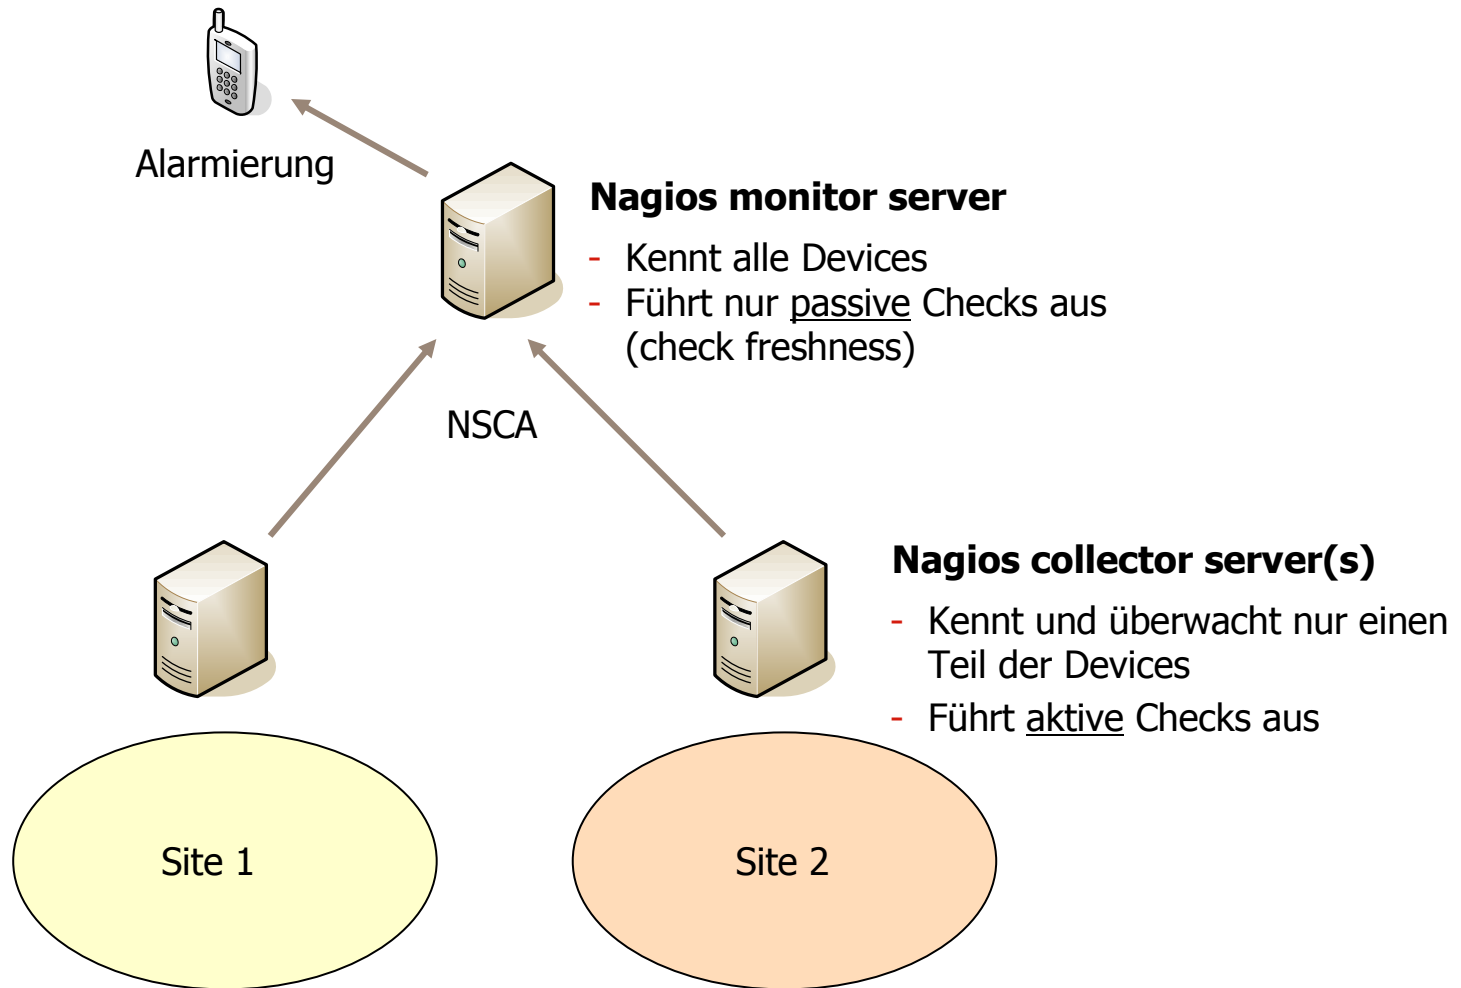 Alarmierung
Nagios monitor server
- Kennt alle Devices
- Führt nur passive Checks aus
(check freshness)
NSCA
Nagios collector server(s)
- Kennt und überwacht nur einen
Teil der Devices
- Führt aktive Checks aus
Site 1
Site 2